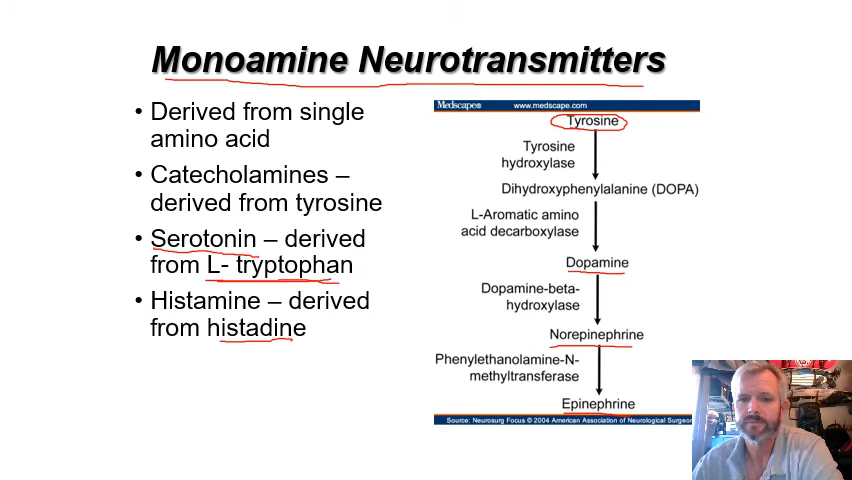 Monoamine Neurotransmitters
• Derived from single
amino acid
• Catecholamines –
derived from tyrosine
• Serotonin – derived
from L- tryptophan
• Histamine – derived
from histadine
Medscape® www.medscape.com
Tyrosine
Tyrosine
hydroxylase
Dihydroxyphenylalanine (DOPA)
L-Aromatic amino
acid decarboxylase
Dopamine
Dopamine-beta-
hydroxylase
Norepinephrine
Phenylethanolamine-N-
methyltransferase
Epinephrine
Source: Neurosurg Focus © 2004 American Association of Neurological Surgeon